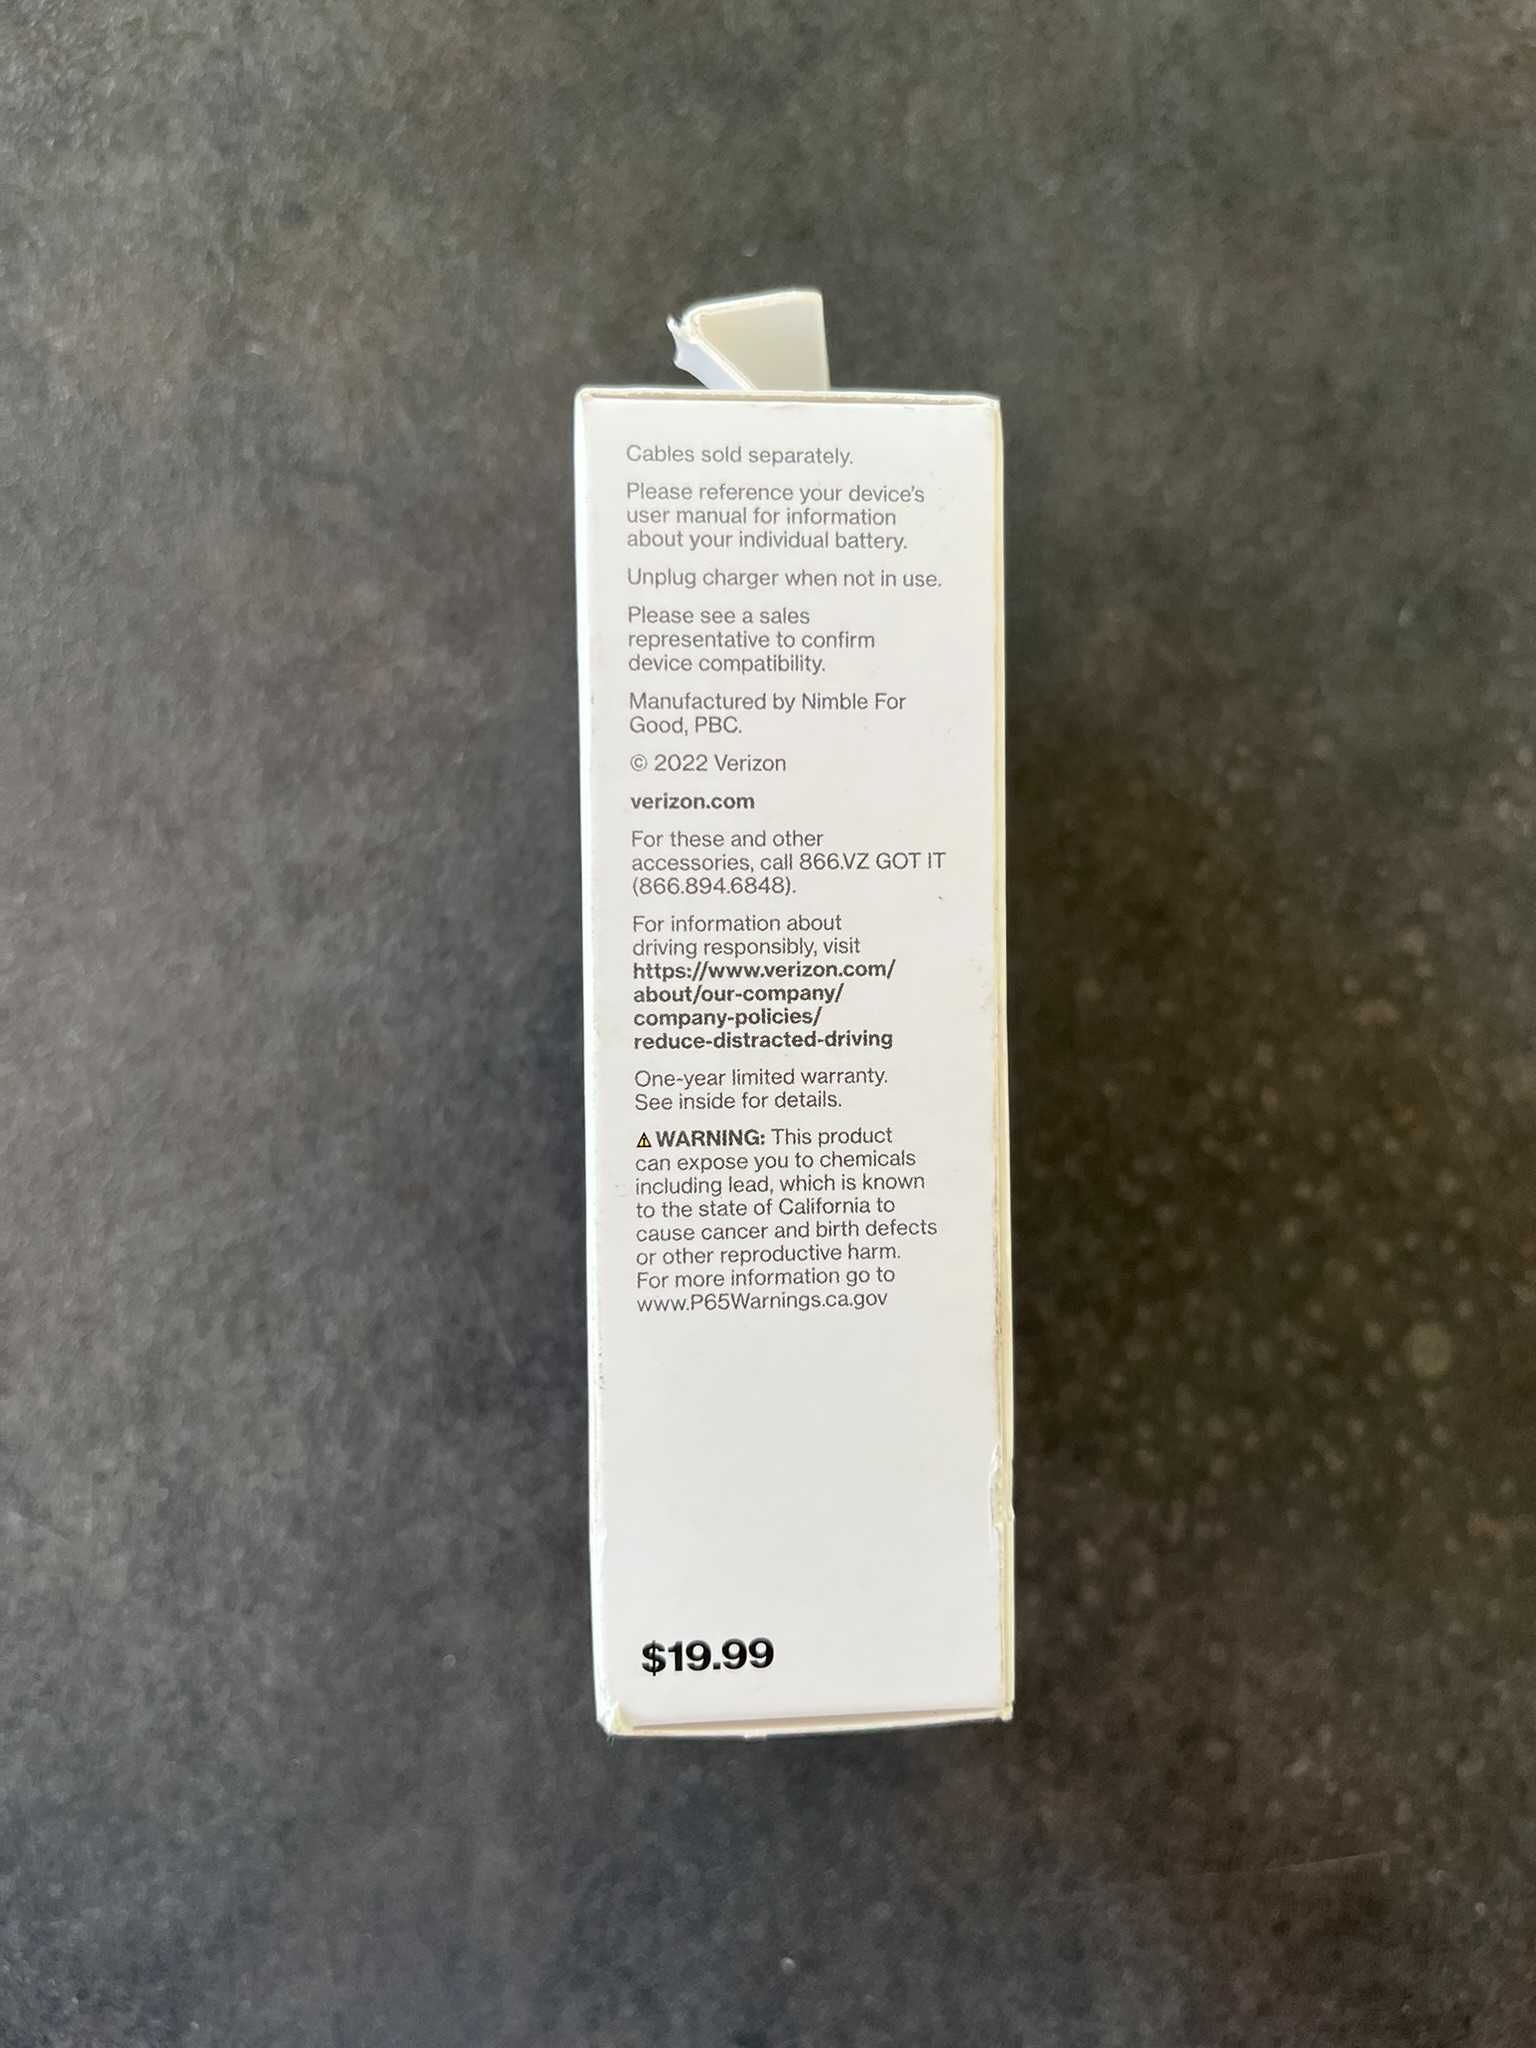 Cables sold separately.
Please reference your device's
user manual for information
about your individual battery.
Unplug charger when not in use.
Please see a sales
representative to confirm
device compatibility.
Manufactured by Nimble For
Good, PBC.
© 2022 Verizon
verizon.com
For these and other
accessories, call 866.VZ GOT IT
(866.894.6848).
For information about
driving responsibly, visit
https://www.verizon.com/
about/our-company/
company-policies/
reduce-distracted-driving
One-year limited warranty.
See inside for details.
⚠ WARNING: This product
can expose you to chemicals
including lead, which is known
to the state of California to
cause cancer and birth defects
or other reproductive harm.
For more information go to
www.P65Warnings.ca.gov
$19.99